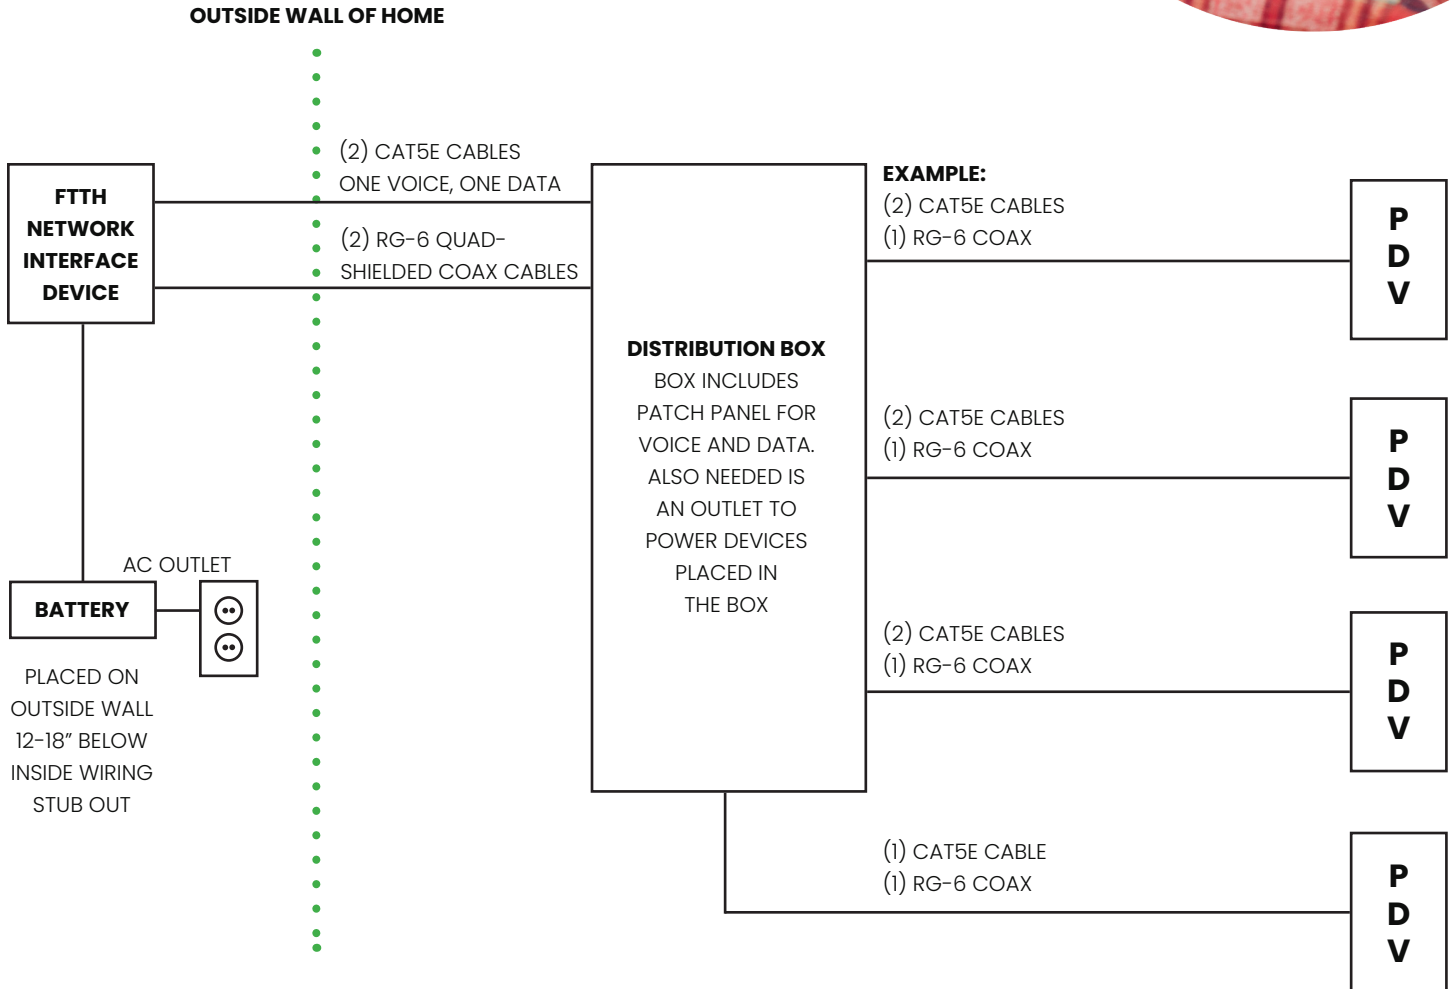 OUTSIDE WALL OF HOME
(2) CAT5E CABLES
ONE VOICE, ONE DATA
(2) RG-6 QUAD-
SHIELDED COAX CABLES
FTTH
NETWORK
INTERFACE
DEVICE
AC OUTLET
BATTERY
PLACED ON
OUTSIDE WALL
12-18” BELOW
INSIDE WIRING
STUB OUT
DISTRIBUTION BOX
BOX INCLUDES
PATCH PANEL FOR
VOICE AND DATA.
ALSO NEEDED IS
AN OUTLET TO
POWER DEVICES
PLACED IN
THE BOX
EXAMPLE:
(2) CAT5E CABLES
(1) RG-6 COAX
P
D
V
(2) CAT5E CABLES
(1) RG-6 COAX
P
D
V
(2) CAT5E CABLES
(1) RG-6 COAX
P
D
V
(1) CAT5E CABLE
(1) RG-6 COAX
P
D
V